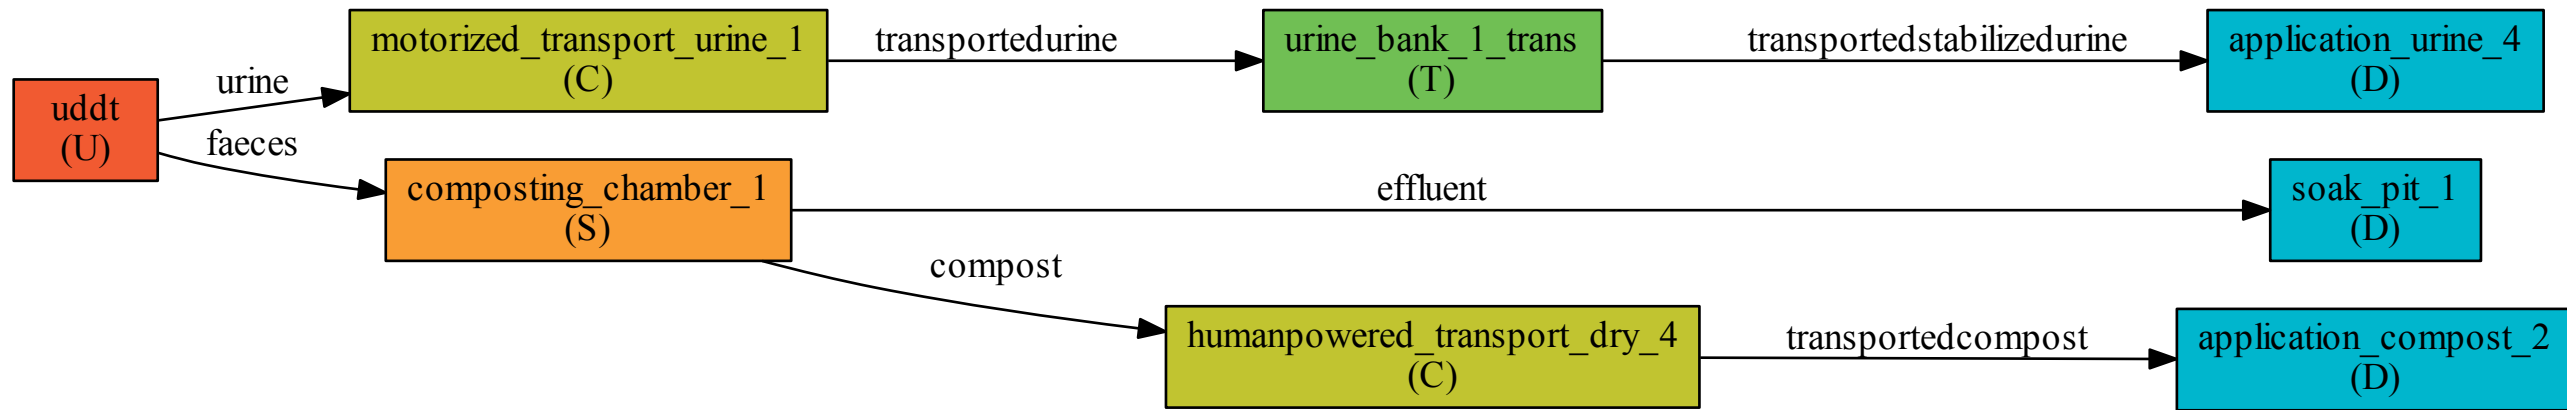 uddt
(U)
urine
faeces
motorized_transport_urine_1
(C)
transportedurine
urine_bank_1_trans
(T)
transportedstabilizedurine
application_urine_4
(D)
composting_chamber_1
(S)
effluent
soak_pit_1
(D)
compost
humanpowered_transport_dry_4
(C)
transportedcompost
application_compost_2
(D)